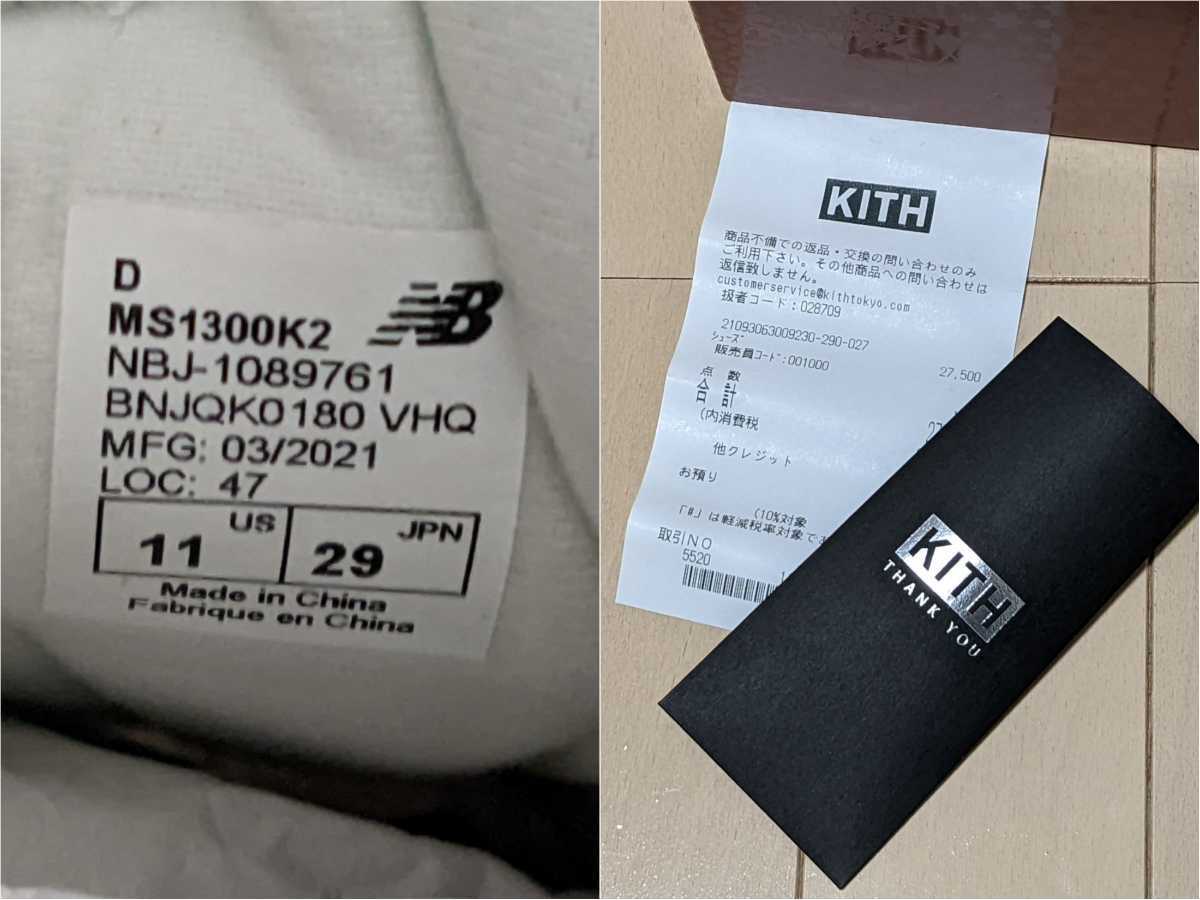 D
MS1300K2
NB
NBJ-1089761
BNJQK0180 VHQ
MFG: 03/2021
LOC: 47
US
11
JPN
29
Made in China
Fabrique en China
KITH
商品不備での返品・交換の問い合わせのみ
ご利用下さい。その他商品への問い合わせは
返信致しません。
customerservice@kithtokyo.com
扱者コード:028709
21093063009230-290-027
シューズ 27,500
販売員コード:001000
点 数
合 計
(内消費税
他クレジット
お預り
(10%対象
「#」は軽減税率対象で
取引NO
5520
KITH
THANK YOU